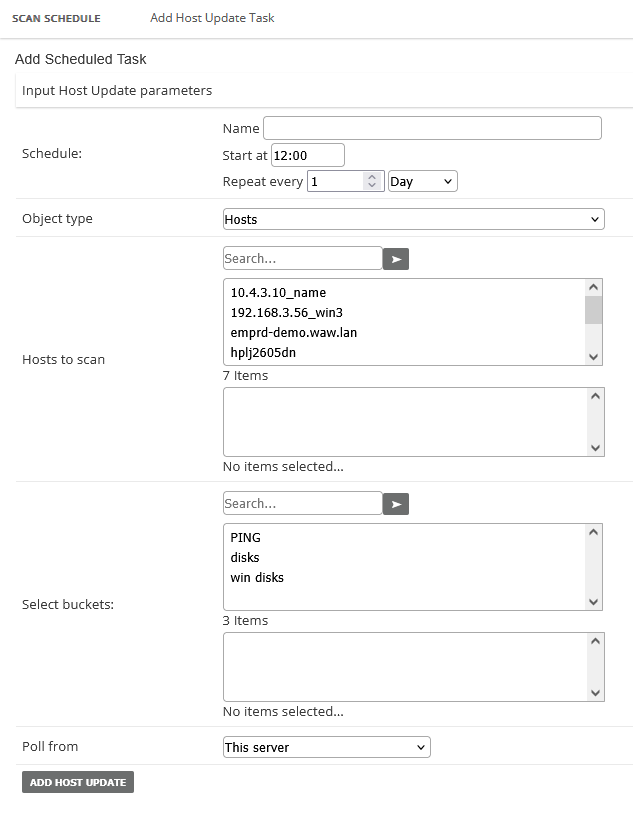 SCAN SCHEDULE Add Host Update Task
Add Scheduled Task
Input Host Update parameters
Schedule:
Name
Start at 12:00
Repeat every 1 Day
Object type Hosts
Hosts to scan
Search...
10.4.3.10_name
192.168.3.56_win3
emprd-demo.waw.lan
hplj2605dn
7 Items
No items selected...
Select buckets:
Search...
PING
disks
win disks
3 Items
No items selected...
Poll from This server
ADD HOST UPDATE